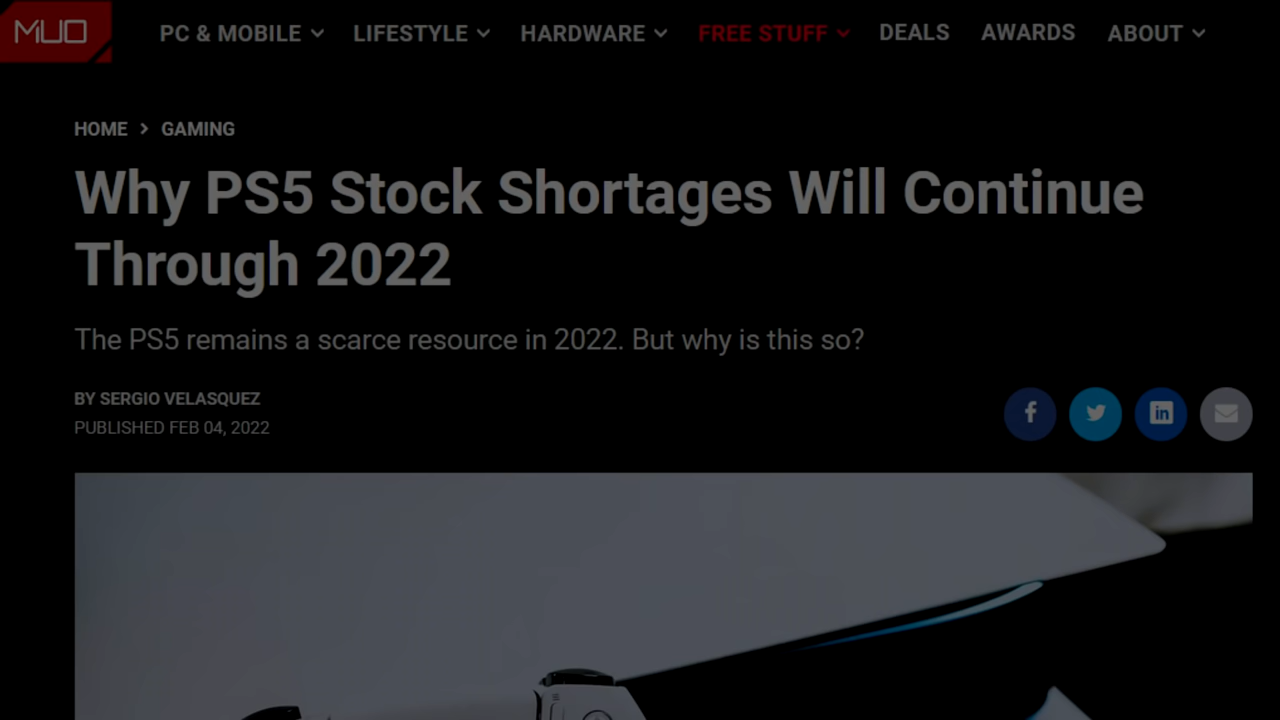 MUO
PC & MOBILE LIFESTYLE HARDWARE FREE STUFF DEALS AWARDS ABOUT
HOME > GAMING
Why PS5 Stock Shortages Will Continue
Through 2022
The PS5 remains a scarce resource in 2022. But why is this so?
BY SERGIO VELASQUEZ
PUBLISHED FEB 04, 2022
f
in